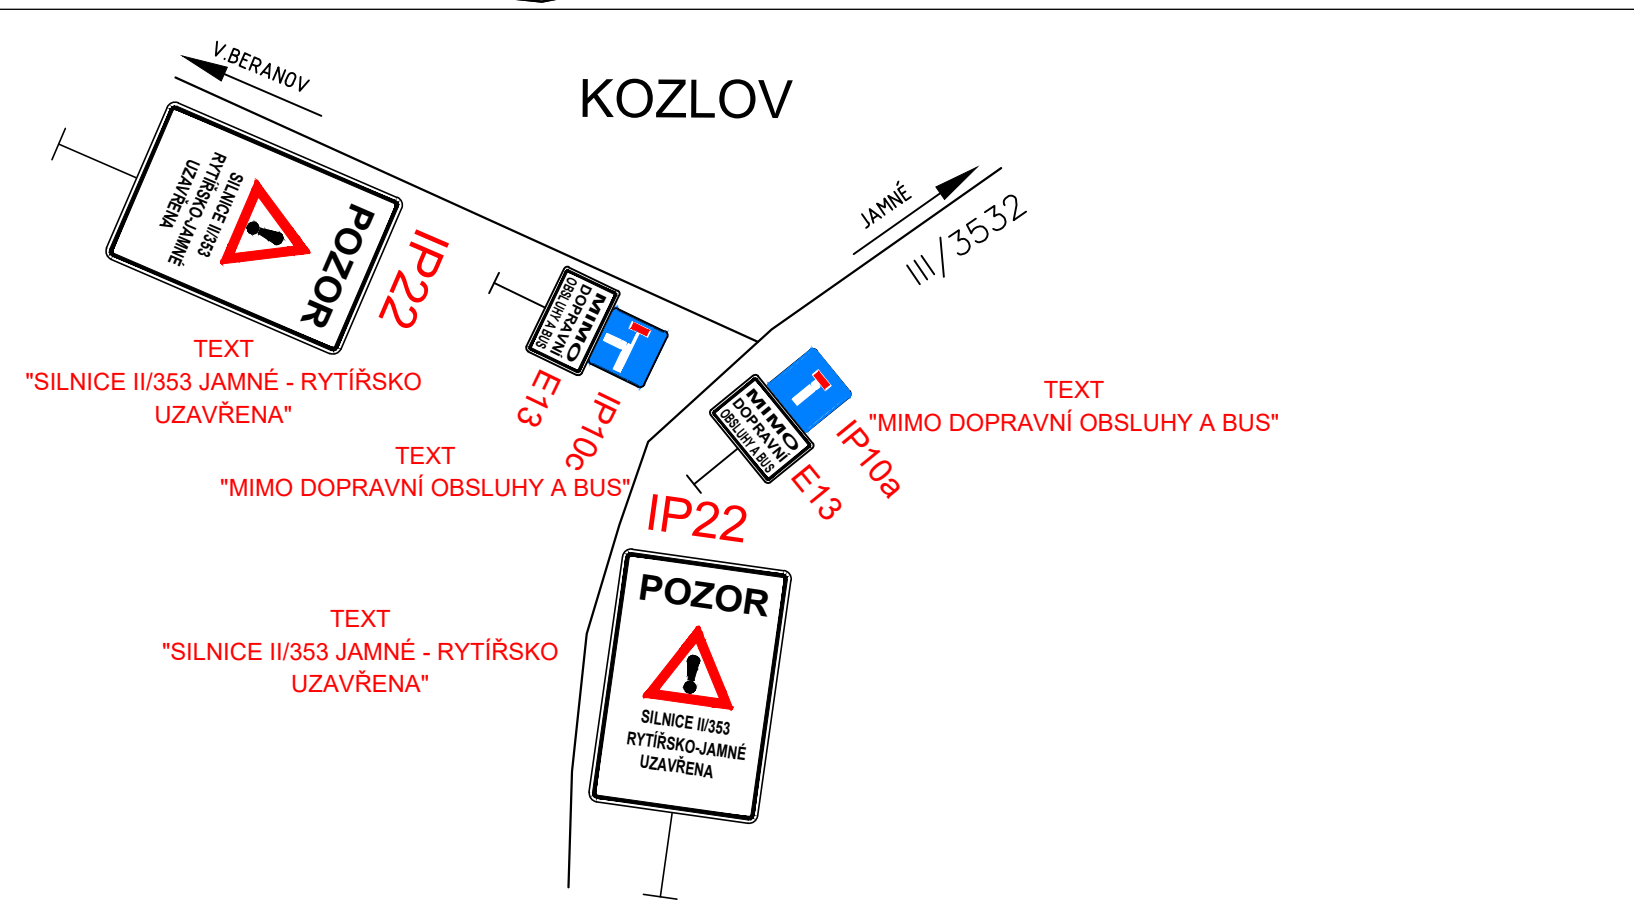 V.BERANOV
KOZLOV
JAMNÉ
III/3532
POZOR
SILNICE II/353
RYTÍŘSKO-JAMNÉ
UZAVŘENA
IP22
TEXT
"SILNICE II/353 JAMNÉ - RYTÍŘSKO
UZAVŘENA"
MIMO
DOPRAVNÍ
OBSLUHY A BUS
E13
IP10c
TEXT
"MIMO DOPRAVNÍ OBSLUHY A BUS"
MIMO
DOPRAVNÍ
OBSLUHY A BUS
E13
IP10a
TEXT
"MIMO DOPRAVNÍ OBSLUHY A BUS"
IP22
POZOR
SILNICE II/353
RYTÍŘSKO-JAMNÉ
UZAVŘENA
TEXT
"SILNICE II/353 JAMNÉ - RYTÍŘSKO
UZAVŘENA"